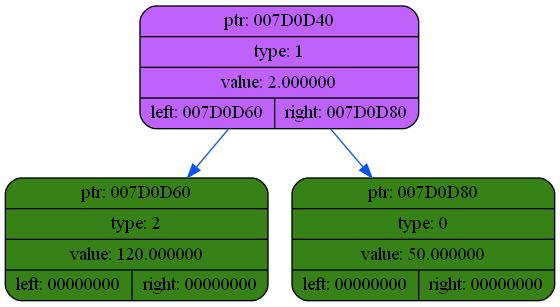 ptr: 007D0D40
type: 1
value: 2.000000
left: 007D0D60 right: 007D0D80
ptr: 007D0D60
type: 2
value: 120.000000
left: 00000000 right: 00000000
ptr: 007D0D80
type: 0
value: 50.000000
left: 00000000 right: 00000000